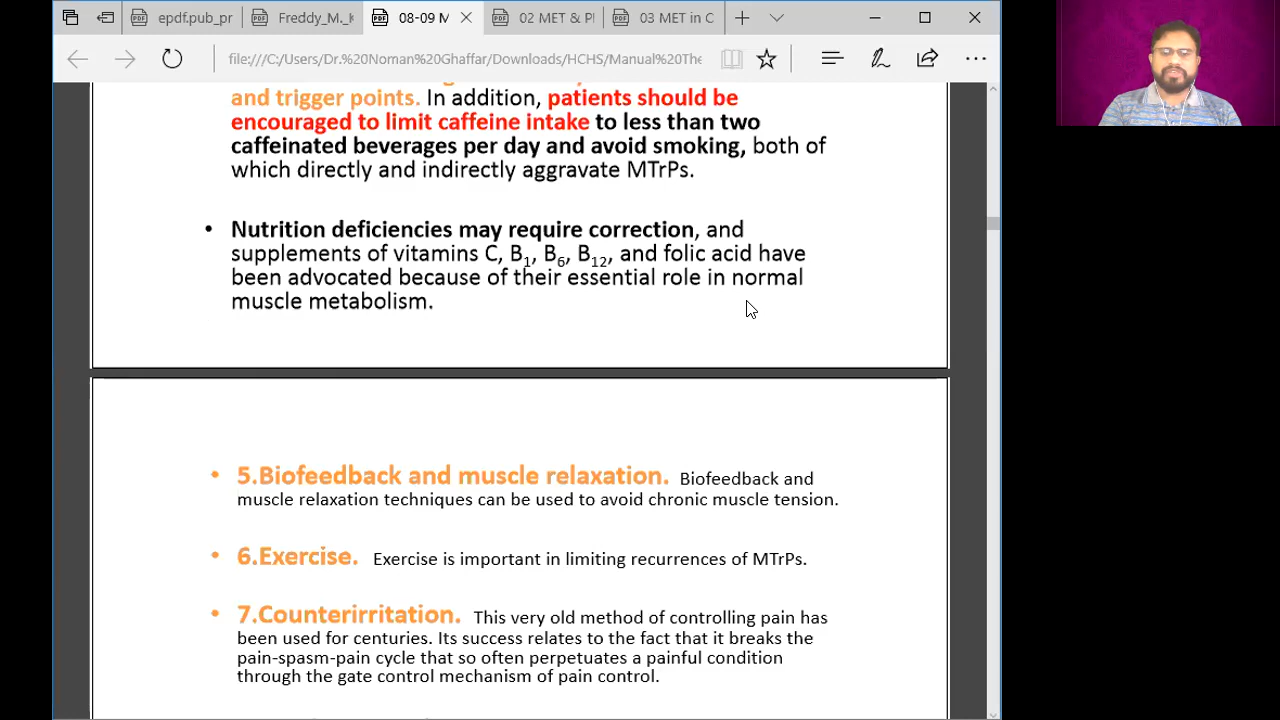 epdf.pub_pr
Freddy_M._K
08-09 M
02 MET & P
03 MET in C
file:///C:/Users/Dr.%20Noman%20Ghaffar/Downloads/HCHS/Manual%20The
and trigger points. In addition, patients should be
encouraged to limit caffeine intake to less than two
caffeinated beverages per day and avoid smoking, both of
which directly and indirectly aggravate MTrPs.
• Nutrition deficiencies may require correction, and
supplements of vitamins C, B1, B6, B12, and folic acid have
been advocated because of their essential role in normal
muscle metabolism.
• 5.Biofeedback and muscle relaxation. Biofeedback and
muscle relaxation techniques can be used to avoid chronic muscle tension.
• 6.Exercise. Exercise is important in limiting recurrences of MTrPs.
• 7.Counterirritation. This very old method of controlling pain has
been used for centuries. Its success relates to the fact that it breaks the
pain-spasm-pain cycle that so often perpetuates a painful condition
through the gate control mechanism of pain control.